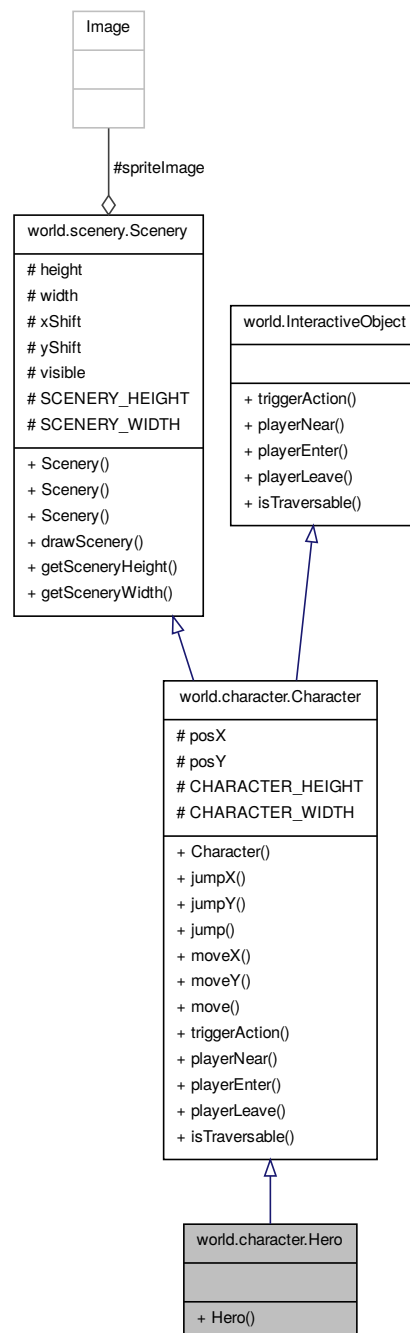 Image
#spriteImage
world.scenery.Scenery
# height
# width
# xShift
# yShift
# visible
# SCENERY_HEIGHT
# SCENERY_WIDTH
+ Scenery()
+ Scenery()
+ Scenery()
+ drawScenery()
+ getSceneryHeight()
+ getSceneryWidth()
world.InteractiveObject
+ triggerAction()
+ playerNear()
+ playerEnter()
+ playerLeave()
+ isTraversable()
world.character.Character
# posX
# posY
# CHARACTER_HEIGHT
# CHARACTER_WIDTH
+ Character()
+ jumpX()
+ jumpY()
+ jump()
+ moveX()
+ moveY()
+ move()
+ triggerAction()
+ playerNear()
+ playerEnter()
+ playerLeave()
+ isTraversable()
world.character.Hero
+ Hero()